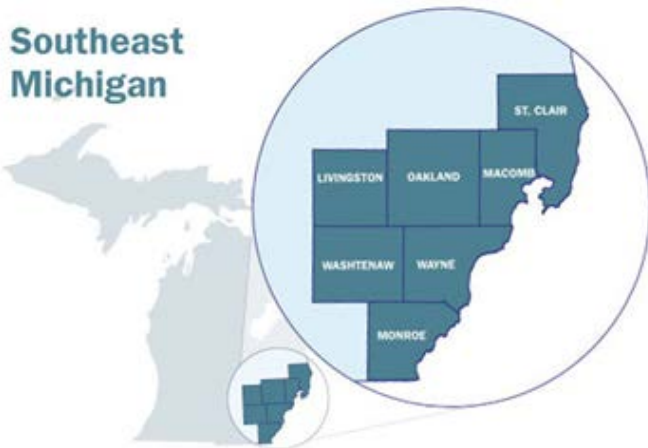 Southeast
Michigan
ST. CLAIR
LIVINGSTON
OAKLAND
MACOMB
WASHTENAW
WAYNE
MONROE